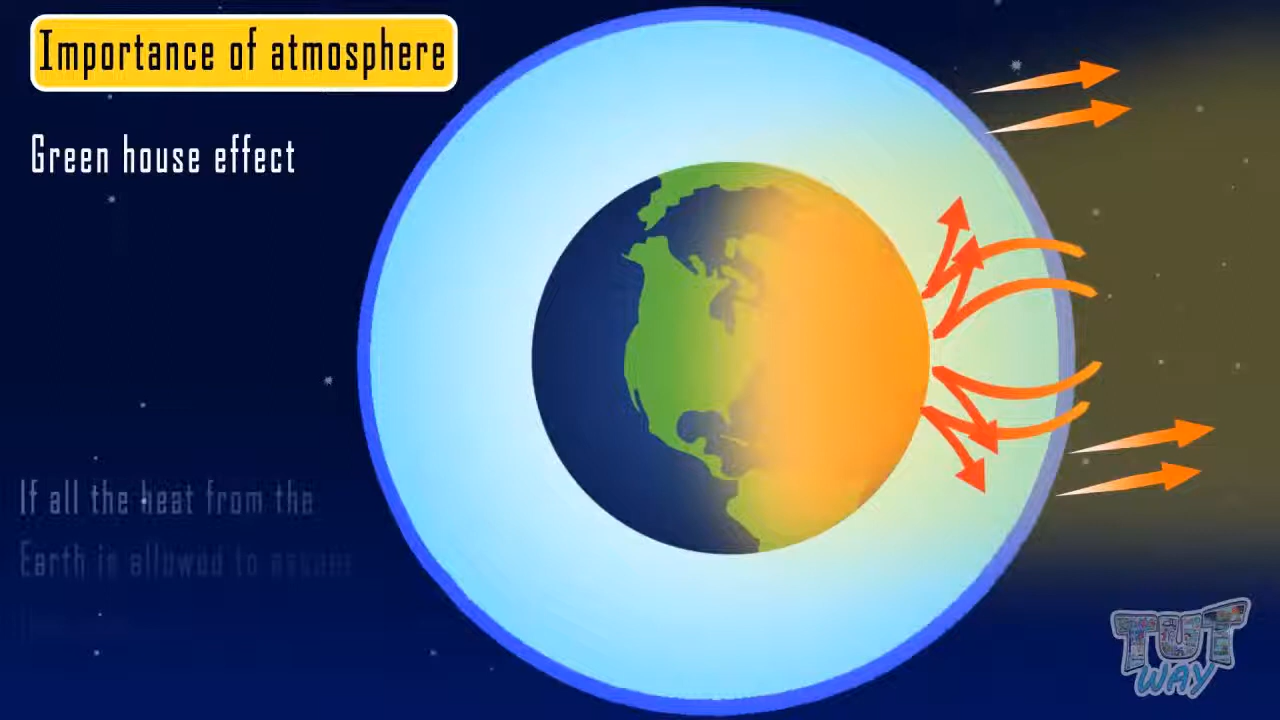 Importance of atmosphere
Green house effect
If all the heat from the
Earth is allowed to
TUT
WAY